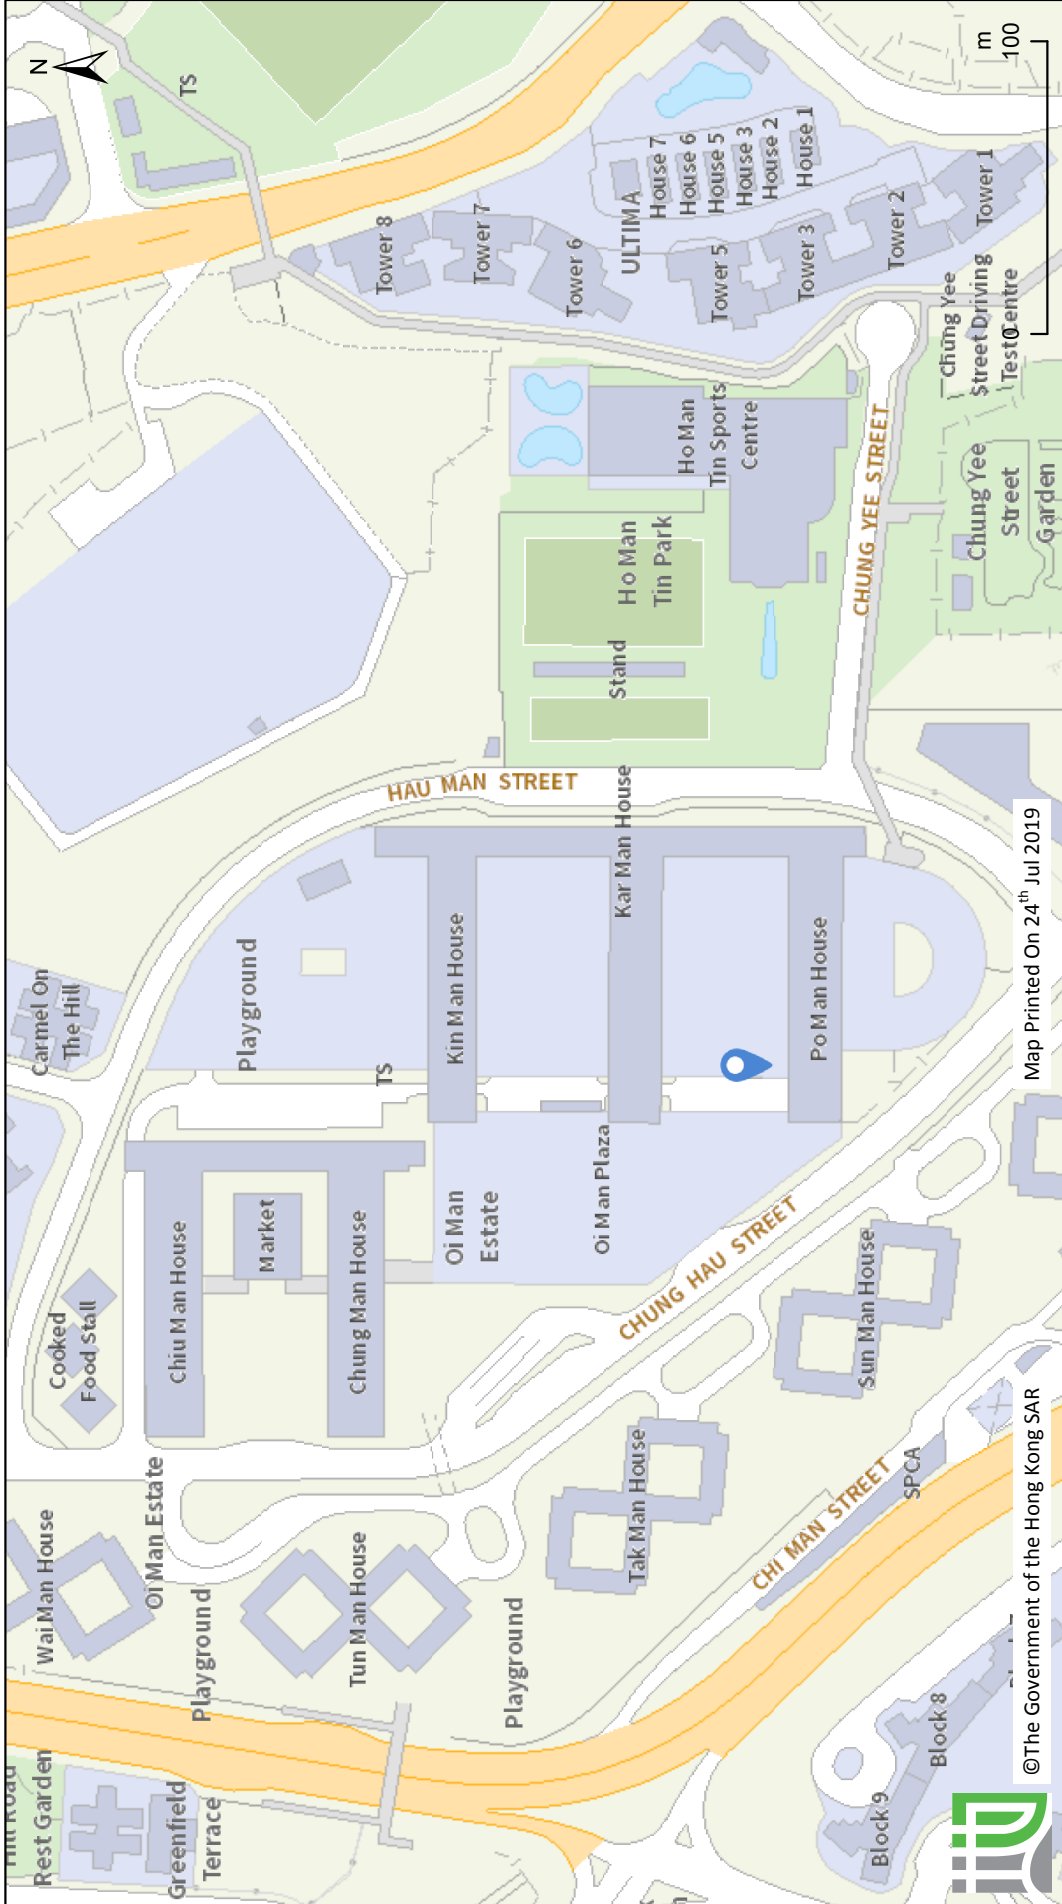 Hill Road
Rest Garden
Greenfield
Terrace
Wai Man House
Oi Man Estate
Playground
Tun Man House
Playground
Block 9
Block 8
Cooked
Food Stall
Chiu Man House
Market
Chung Man House
Oi Man
Estate
Oi Man Plaza
Tak Man House
CHUNG HAU STREET
Sun Man House
CHI MAN STREET
SPCA
Carmel On
The Hill
Playground
TS
Kin Man House
Kar Man House
Po Man House
HAU MAN STREET
Stand
Ho Man
Tin Park
Ho Man
Tin Sports
Centre
CHUNG YEE STREET
Chung Yee
Street
Garden
N
TS
Tower 8
Tower 7
Tower 6
ULTIMA
House 7
House 6
House 5
House 3
House 2
House 1
Tower 5
Tower 3
Tower 2
Tower 1
Chung Yee
Street Driving
Test Centre
m
0 100
©The Government of the Hong Kong SAR
Map Printed On 24th Jul 2019